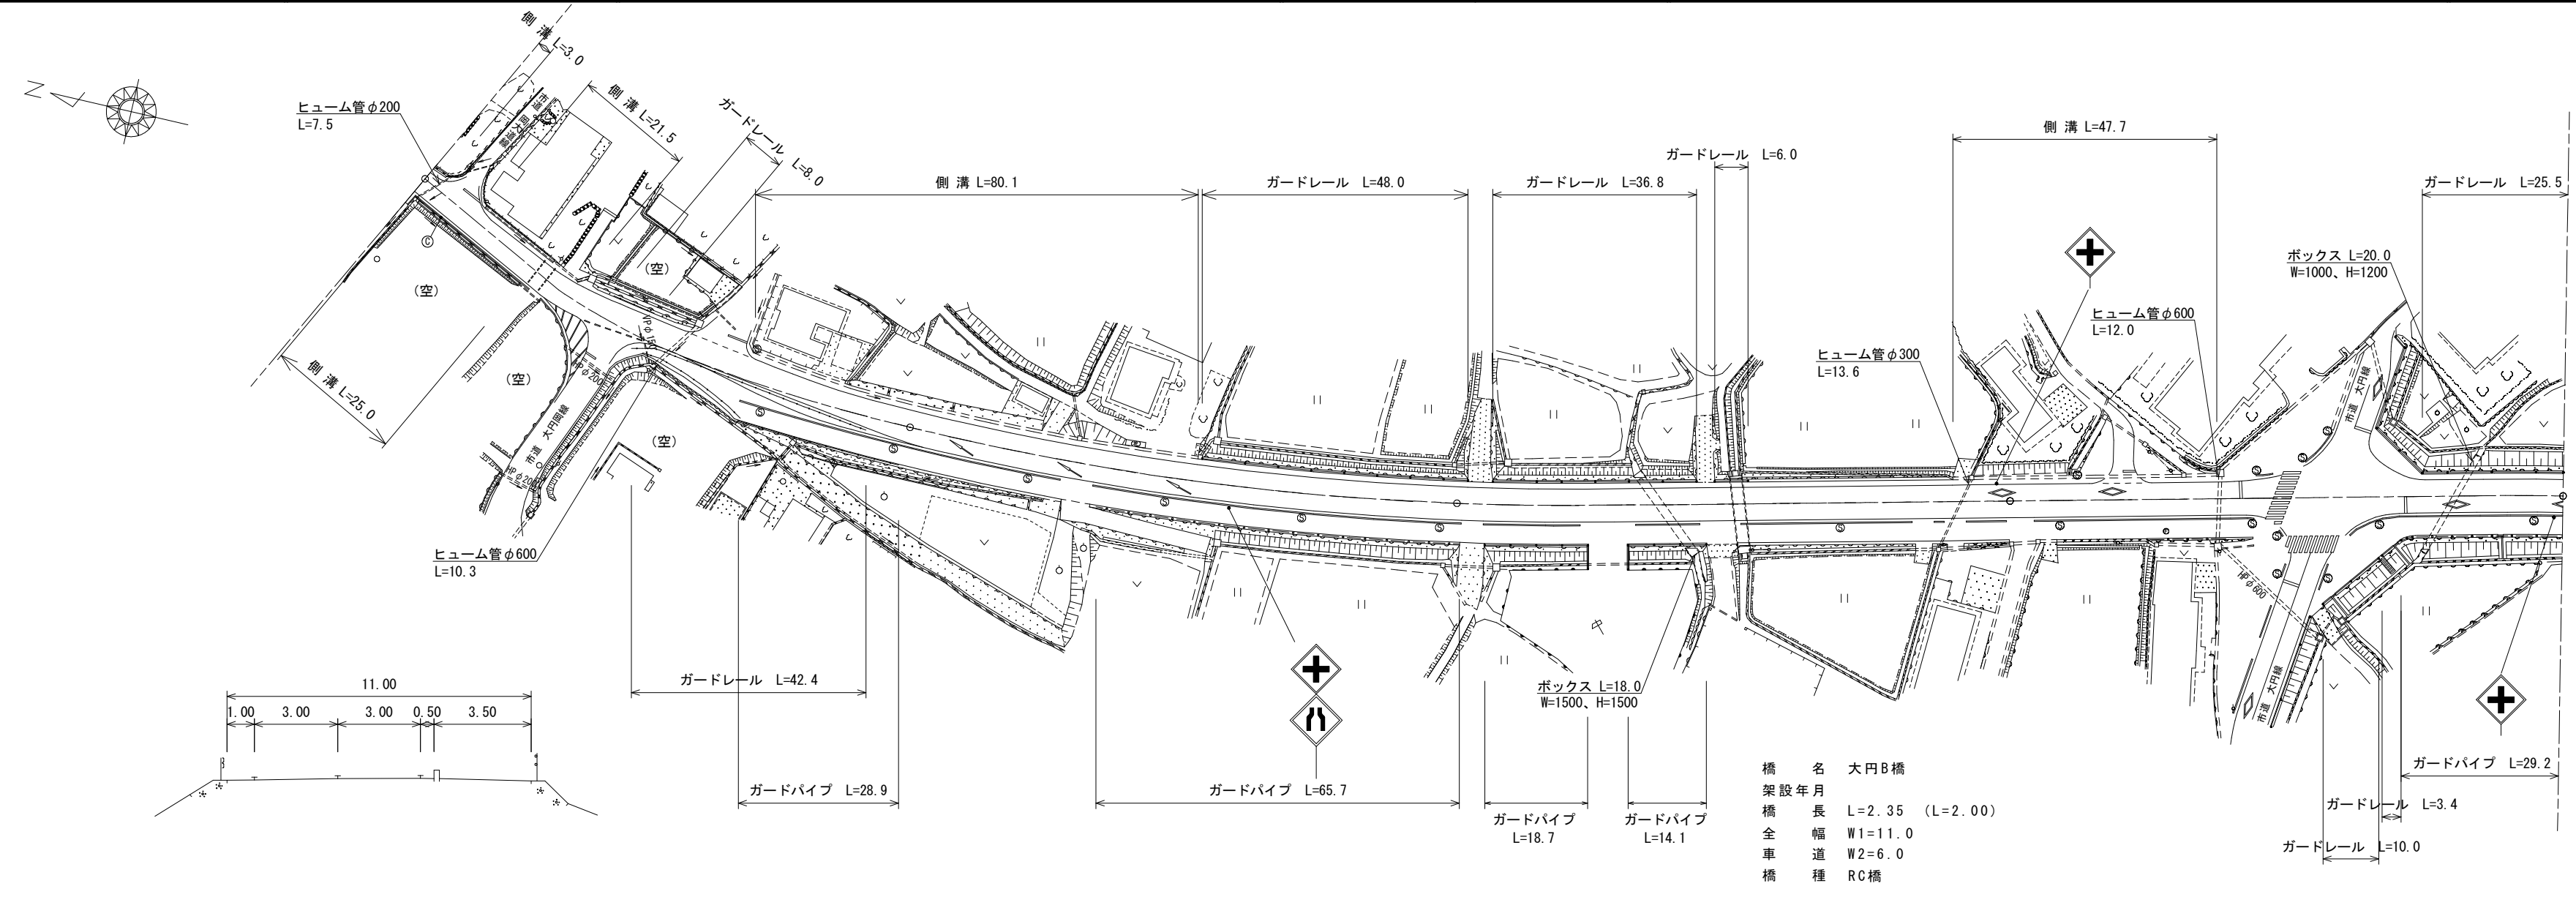 側 溝 L=3.0
N
ヒューム管φ200
L=7.5
側 溝 L=21.5
ガードレール L=8.0
側 溝 L=80.1
ガードレール L=48.0
ガードレール L=36.8
ガードレール L=6.0
側 溝 L=47.7
ガードレール L=25.5
ボックス L=20.0
W=1000、H=1200
ヒューム管φ600
L=12.0
ヒューム管φ300
L=13.6
C
(空)
(空)
(空)
(空)
側 溝 L=25.0
市道 大円岡線
HPφ200
市道 大円線
ヒューム管φ600
L=10.3
HPφ600
市道 大円線
ガードレール L=42.4
ボックス L=18.0
W=1500、H=1500
11.00
1.00 3.00 3.00 0.50 3.50
ガードパイプ L=28.9
ガードパイプ L=65.7
ガードパイプ
L=18.7
ガードパイプ
L=14.1
ガードパイプ L=29.2
ガードレール L=3.4
ガードレール L=10.0
橋 名 大円B橋
架設年月
橋 長 L=2.35 (L=2.00)
全 幅 W1=11.0
車 道 W2=6.0
橋 種 RC橋